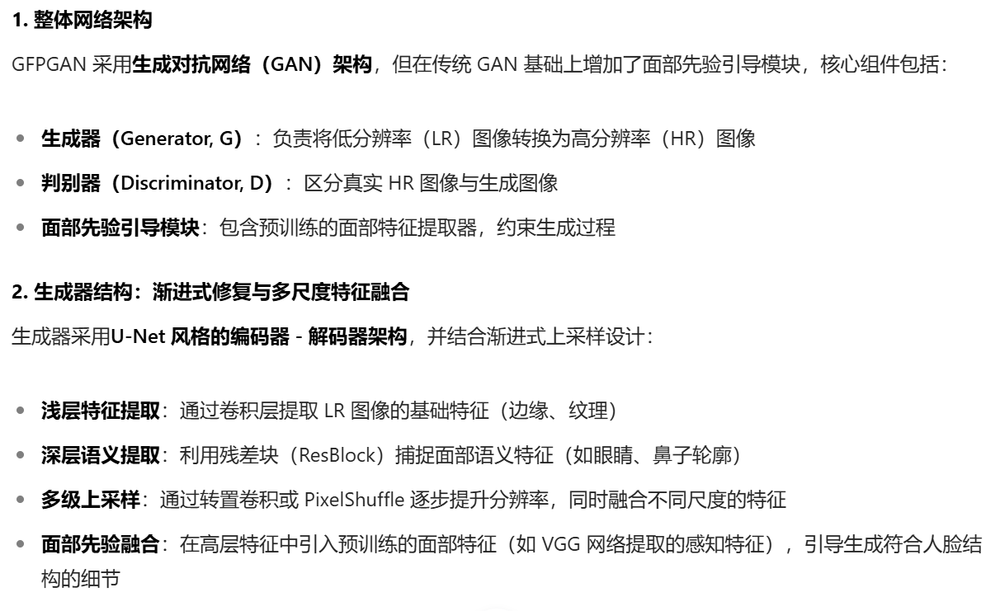 1. 整体网络架构
GFPGAN 采用生成对抗网络（GAN）架构，但在传统 GAN 基础上增加了面部先验引导模块，核心组件包括：
生成器（Generator, G）：负责将低分辨率（LR）图像转换为高分辨率（HR）图像
判别器（Discriminator, D）：区分真实 HR 图像与生成图像
面部先验引导模块：包含预训练的面部特征提取器，约束生成过程
2. 生成器结构：渐进式修复与多尺度特征融合
生成器采用U-Net 风格的编码器 - 解码器架构，并结合渐进式上采样设计：
浅层特征提取：通过卷积层提取 LR 图像的基础特征（边缘、纹理）
深层语义提取：利用残差块（ResBlock）捕捉面部语义特征（如眼睛、鼻子轮廓）
多级上采样：通过转置卷积或 PixelShuffle 逐步提升分辨率，同时融合不同尺度的特征
面部先验融合：在高层特征中引入预训练的面部特征（如 VGG 网络提取的感知特征），引导生成符合人脸结
构的细节